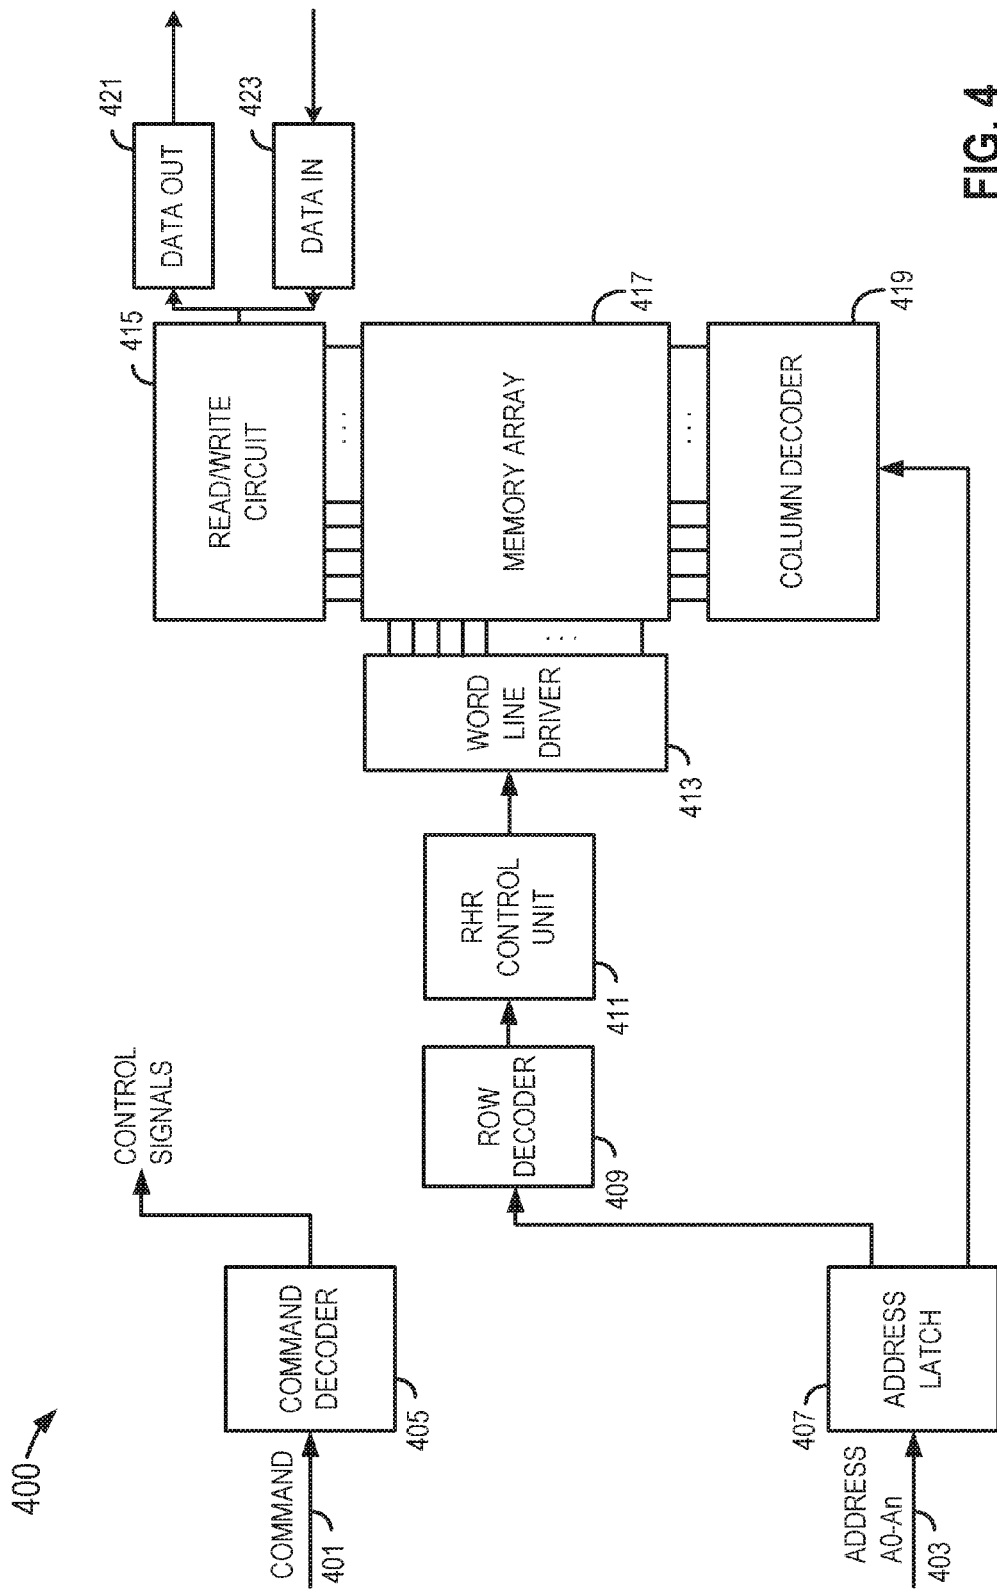 400
COMMAND
401
COMMAND
DECODER
405
CONTROL
SIGNALS
ADDRESS
A0-An
403
ADDRESS
LATCH
407
ROW
DECODER
409
RHR
CONTROL
UNIT
411
WORD
LINE
DRIVER
413
READ/WRITE
CIRCUIT
415
MEMORY ARRAY
417
COLUMN DECODER
419
DATA OUT
421
DATA IN
423
...
...
...
FIG. 4